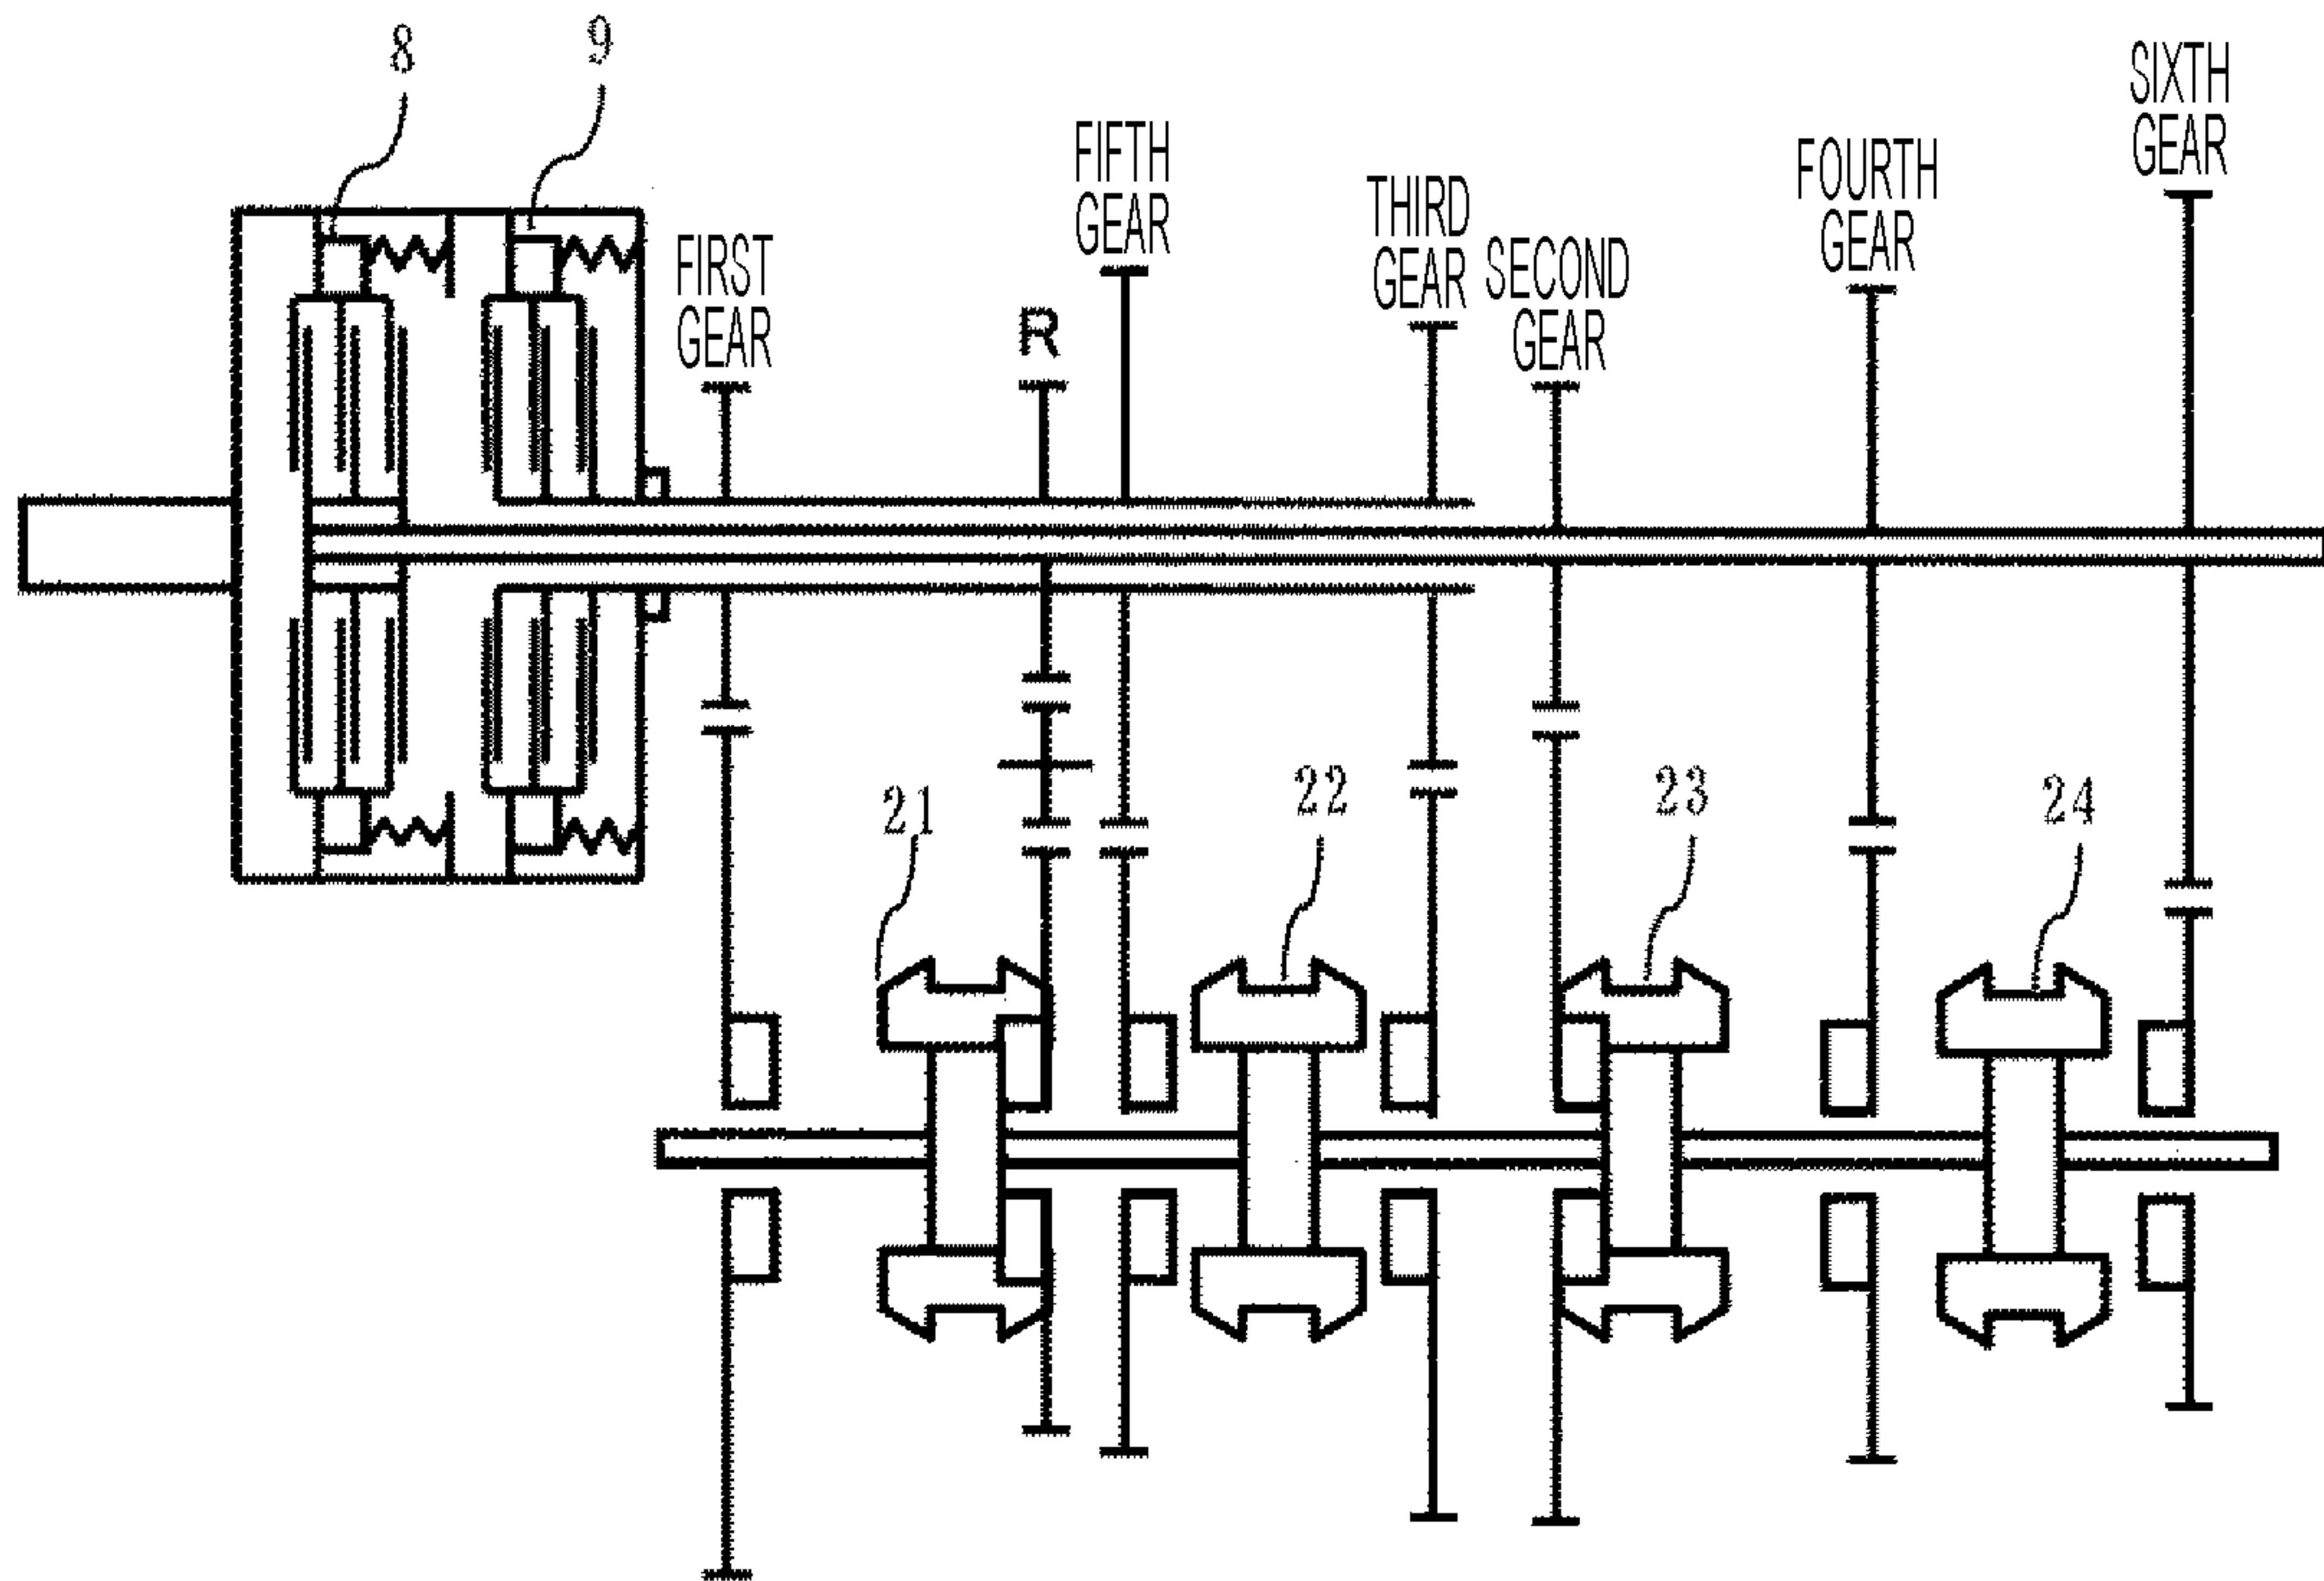 8
9
FIRST
GEAR
R
FIFTH
GEAR
THIRD
GEAR
SECOND
GEAR
FOURTH
GEAR
SIXTH
GEAR
21
22
23
24